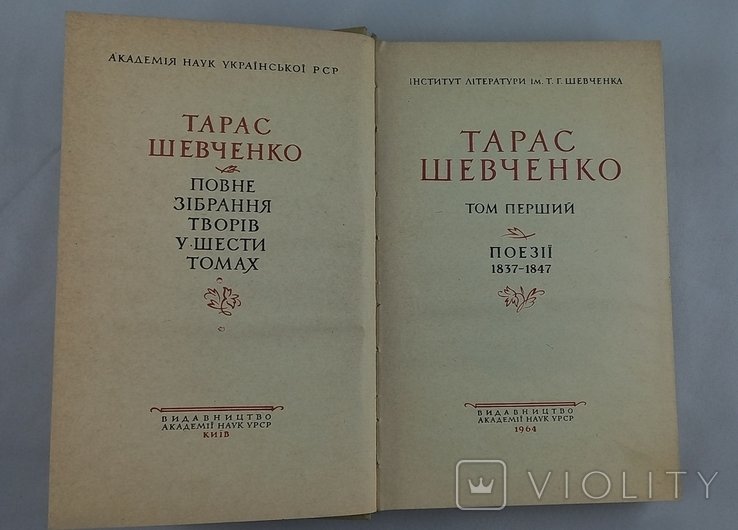 АКАДЕМІЯ НАУК УКРАЇНСЬКОЇ РСР
ТАРАС
ШЕВЧЕНКО
ПОВНЕ
ЗІБРАННЯ
ТВОРІВ
У ШЕСТИ
ТОМАХ
ВИДАВНИЦТВО
АКАДЕМІЇ НАУК УРСР
КИЇВ
ІНСТИТУТ ЛІТЕРАТУРИ ІМ. Т. Г. ШЕВЧЕНКА
ТАРАС
ШЕВЧЕНКО
ТОМ ПЕРШИЙ
ПОЕЗІЇ
1837-1847
ВИДАВНИЦТВО
АКАДЕМІЇ НАУК УРСР
1964
VIOLITY